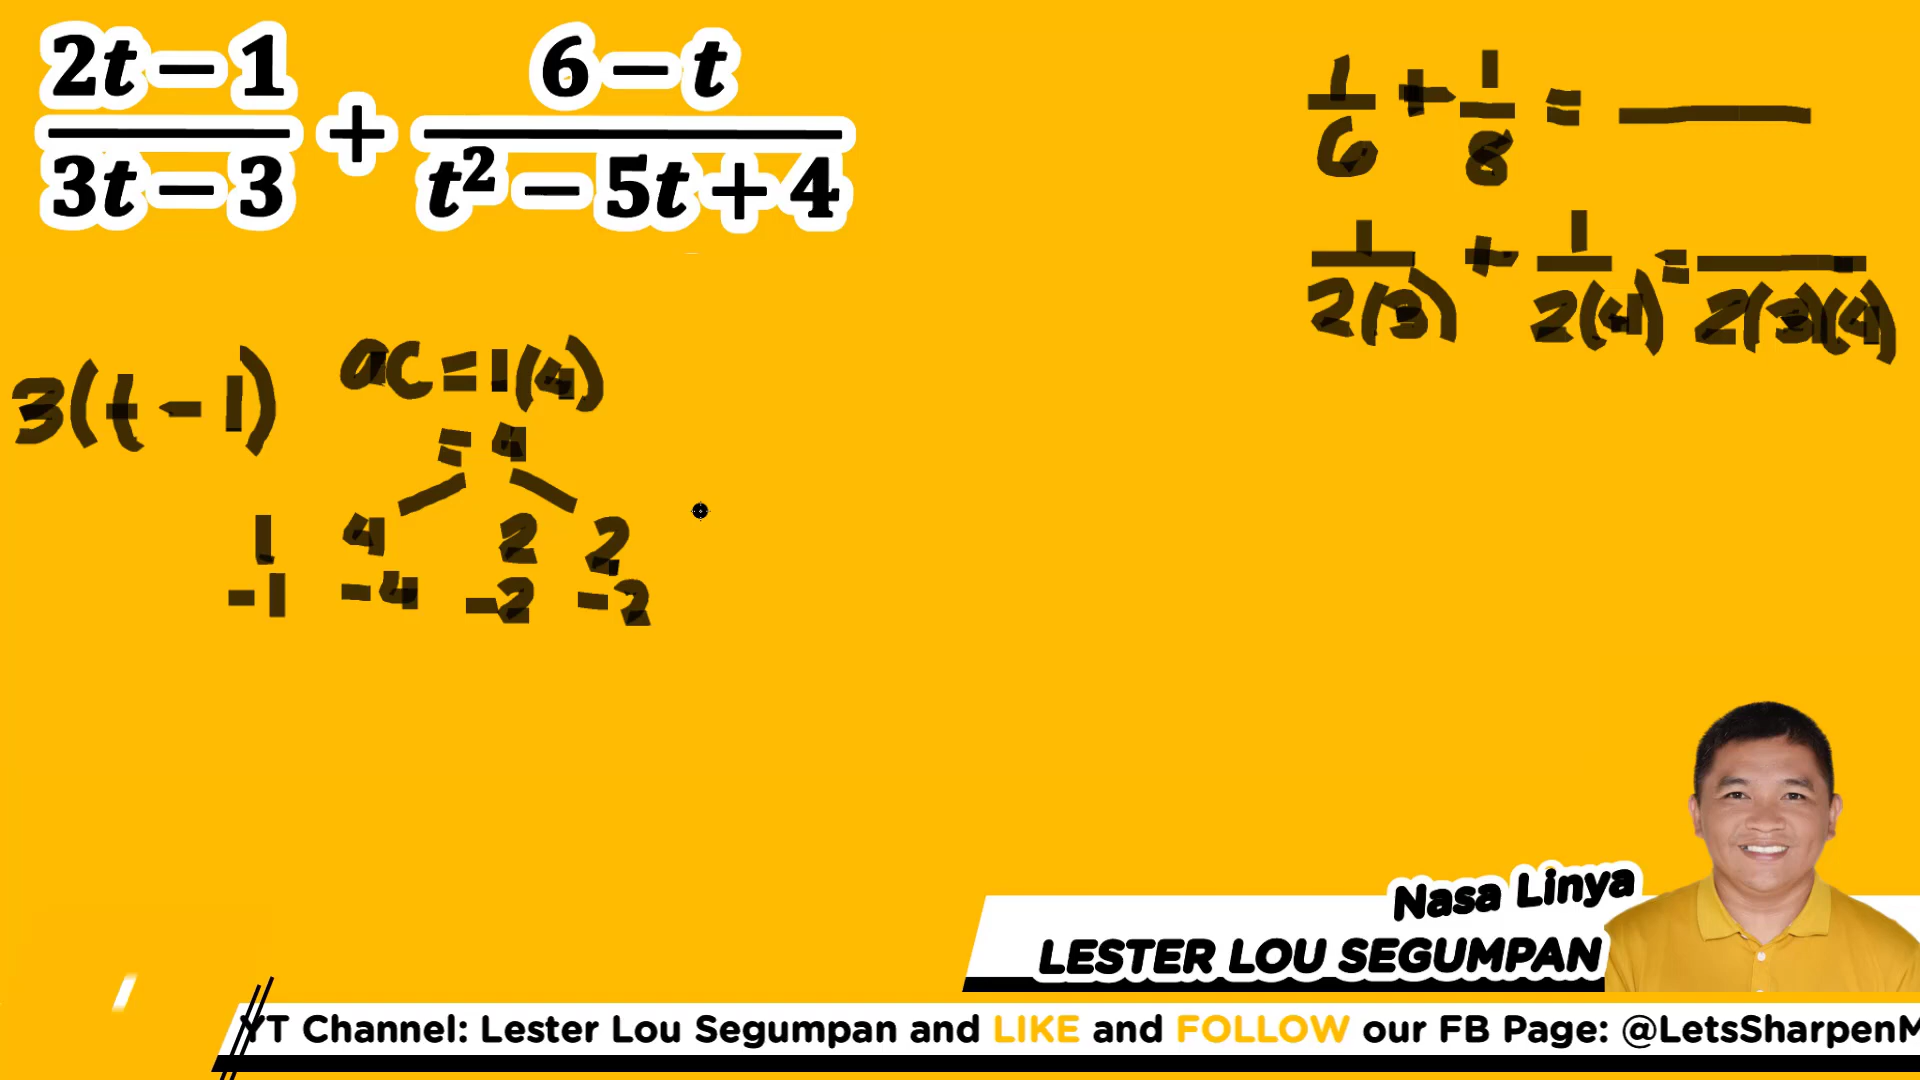 2t − 1 / 3t − 3 + 6 − t / t² − 5t + 4
1/6 + 1/8 = ___
1/2(3) + 1/2(4) = ___/2(3)(4)
3(t − 1)
ac = 1(4)
= 4
1 4 2 2
-1 -4 -2 -2
Nasa Linya
LESTER LOU SEGUMPAN
YT Channel: Lester Lou Segumpan and LIKE and FOLLOW our FB Page: @LetsSharpenM